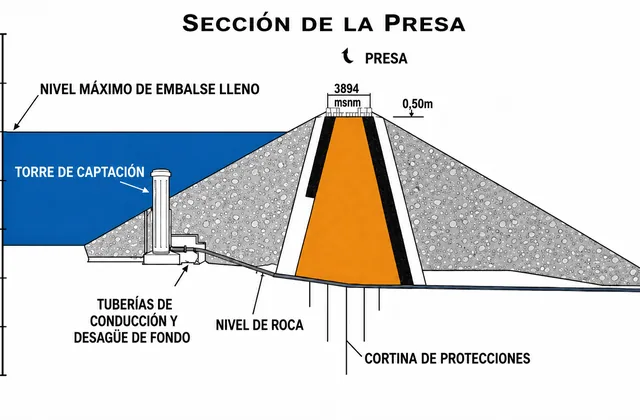 SECCIÓN DE LA PRESA
PRESA
NIVEL MÁXIMO DE EMBALSE LLENO
3894
msnm
0,50m
TORRE DE CAPTACIÓN
TUBERÍAS DE
CONDUCCIÓN Y
DESAGÜE DE FONDO
NIVEL DE ROCA
CORTINA DE PROTECCIONES